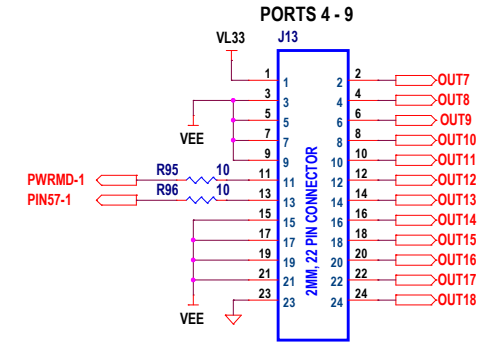 PORTS 4 - 9
VL33 J13
1 1 2 2 OUT7
3 3 4 4 OUT8
5 5 6 6 OUT9
VEE 7 7 8 8 OUT10
9 9 10 10 OUT11
PWRMD-1 R95 10 11 11 12 12 OUT12
PIN57-1 R96 10 13 13 14 14 OUT13
15 15 16 16 OUT14
17 17 18 18 OUT15
19 19 20 20 OUT16
21 21 22 22 OUT17
23 23 24 24 OUT18
VEE
2MM, 22 PIN CONNECTOR